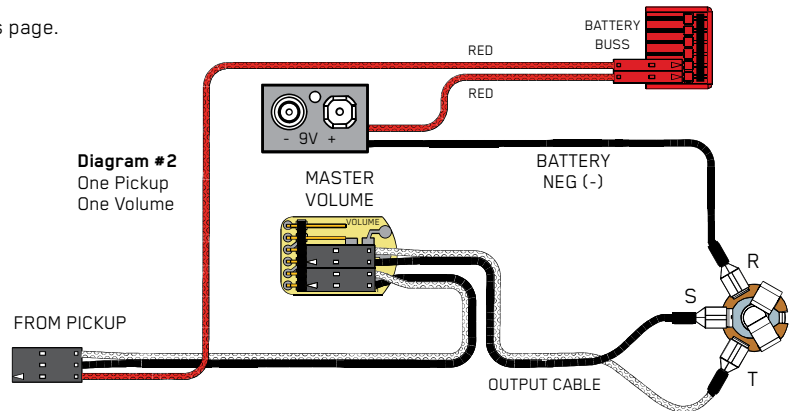 s page.
BATTERY
BUSS
RED
RED
- 9V +
Diagram #2
One Pickup
One Volume
BATTERY
NEG (-)
MASTER
VOLUME
VOLUME
R
S
FROM PICKUP
T
OUTPUT CABLE